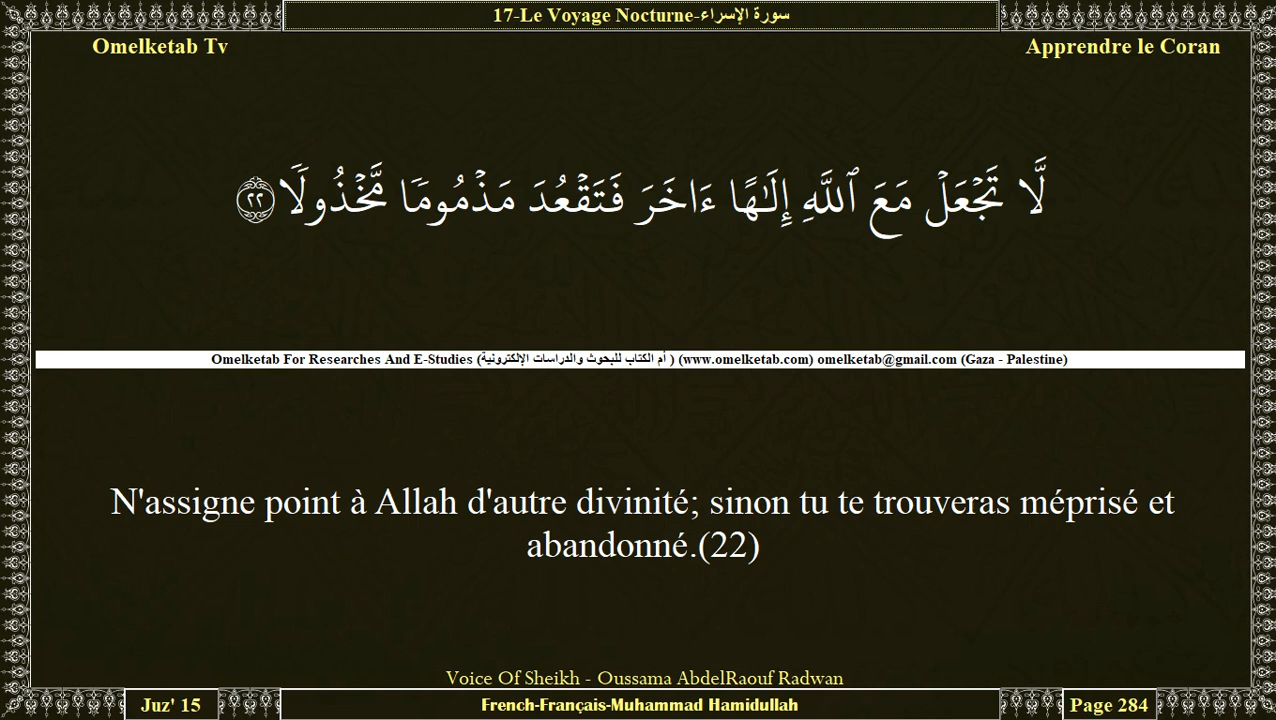 17-Le Voyage Nocturne-سورة الإسراء
Omelketab Tv
Apprendre le Coran
لَّا تَجۡعَلۡ مَعَ ٱللَّهِ إِلَٰهًا ءَاخَرَ فَتَقۡعُدَ مَذۡمُومٗا مَّخۡذُولٗا ٢٢
Omelketab For Researches And E-Studies (أم الكتاب للبحوث والدراسات الإلكترونية ) (www.omelketab.com) omelketab@gmail.com (Gaza - Palestine)
N'assigne point à Allah d'autre divinité; sinon tu te trouveras méprisé et
abandonné.(22)
Voice Of Sheikh - Oussama AbdelRaouf Radwan
Juz' 15
French-Français-Muhammad Hamidullah
Page 284